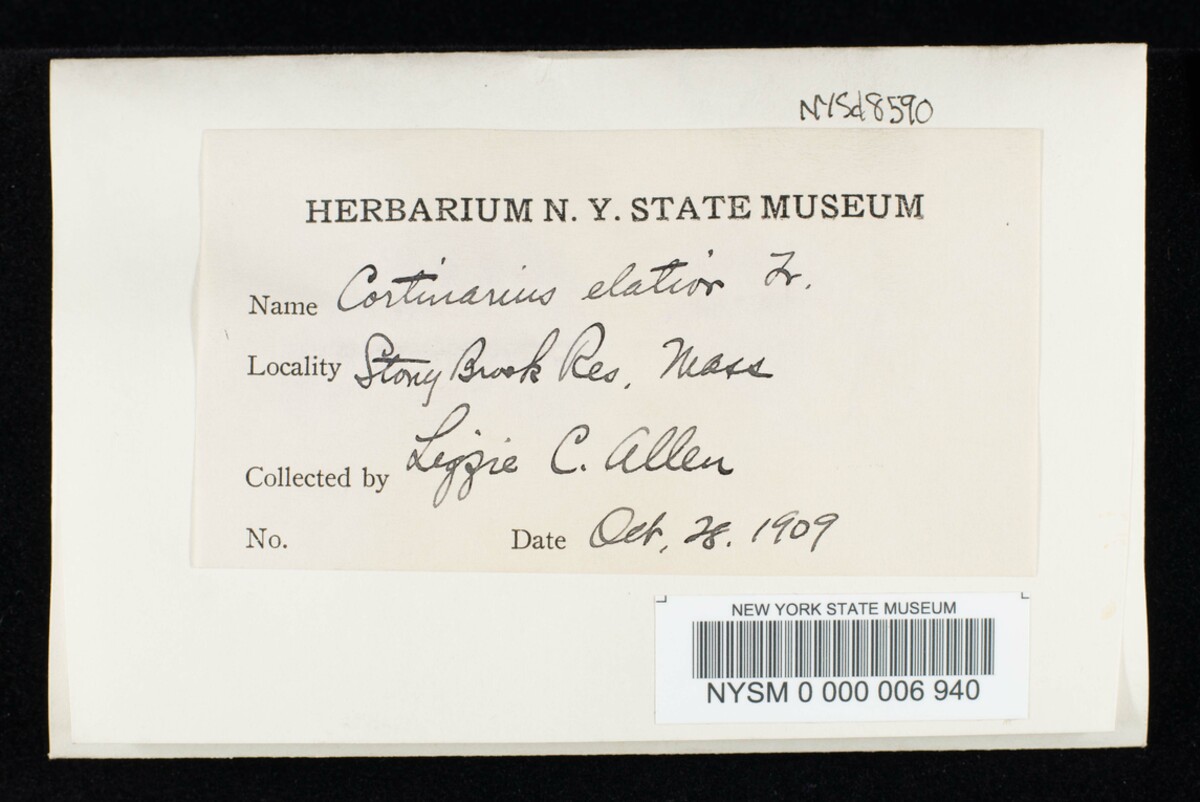 NYSd8590
HERBARIUM N. Y. STATE MUSEUM
Name Cortinarius elatior Fr.
Locality Stony Brook Res, Mass
Collected by Lizzie C. Allen
No. Date Oct, 28. 1909
NEW YORK STATE MUSEUM
NYSM 0 000 006 940